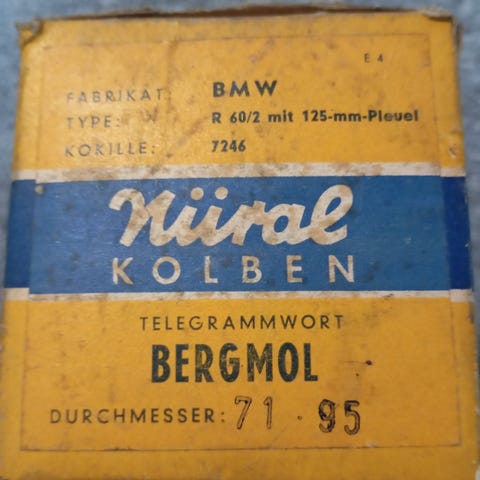 E 4
FABRIKAT: BMW
TYPE: R 60/2 mit 125-mm-Pleuel
KOKILLE: 7246
Nüral
KOLBEN
TELEGRAMMWORT
BERGMOL
DURCHMESSER: 71.95